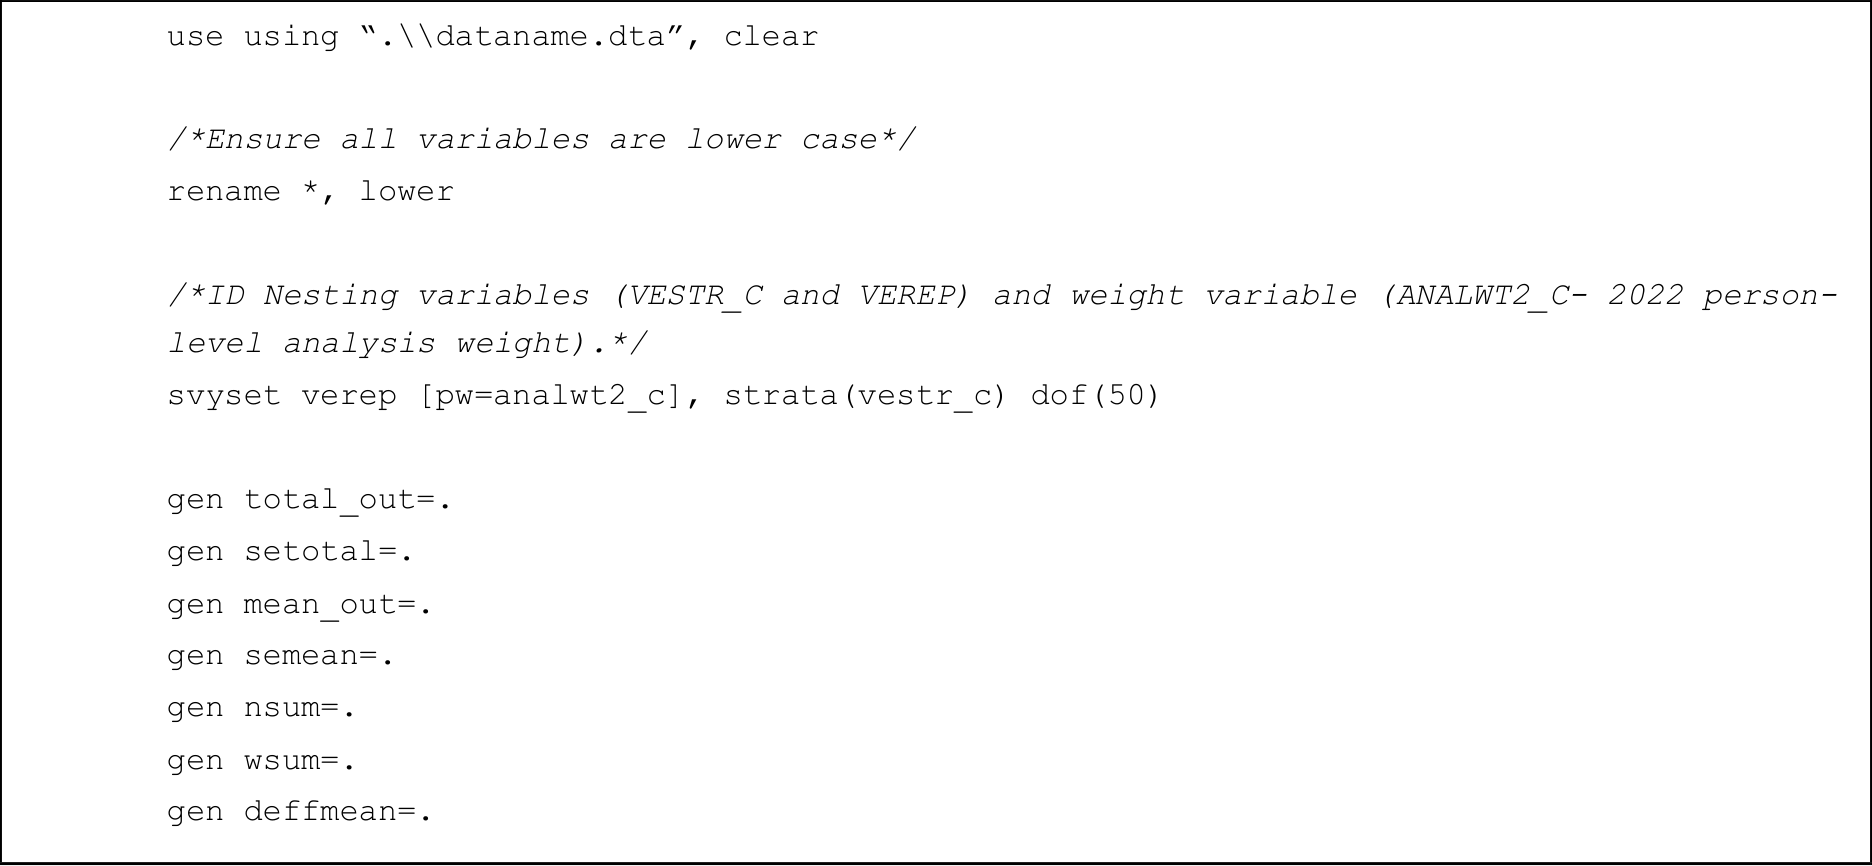 use using “.\\dataname.dta”, clear
/*Ensure all variables are lower case*/
rename *, lower
/*ID Nesting variables (VESTR_C and VEREP) and weight variable (ANALWT2_C- 2022 person-
level analysis weight).*/
svyset verep [pw=analwt2_c], strata(vestr_c) dof(50)
gen total_out=.
gen setotal=.
gen mean_out=.
gen semean=.
gen nsum=.
gen wsum=.
gen deffmean=.